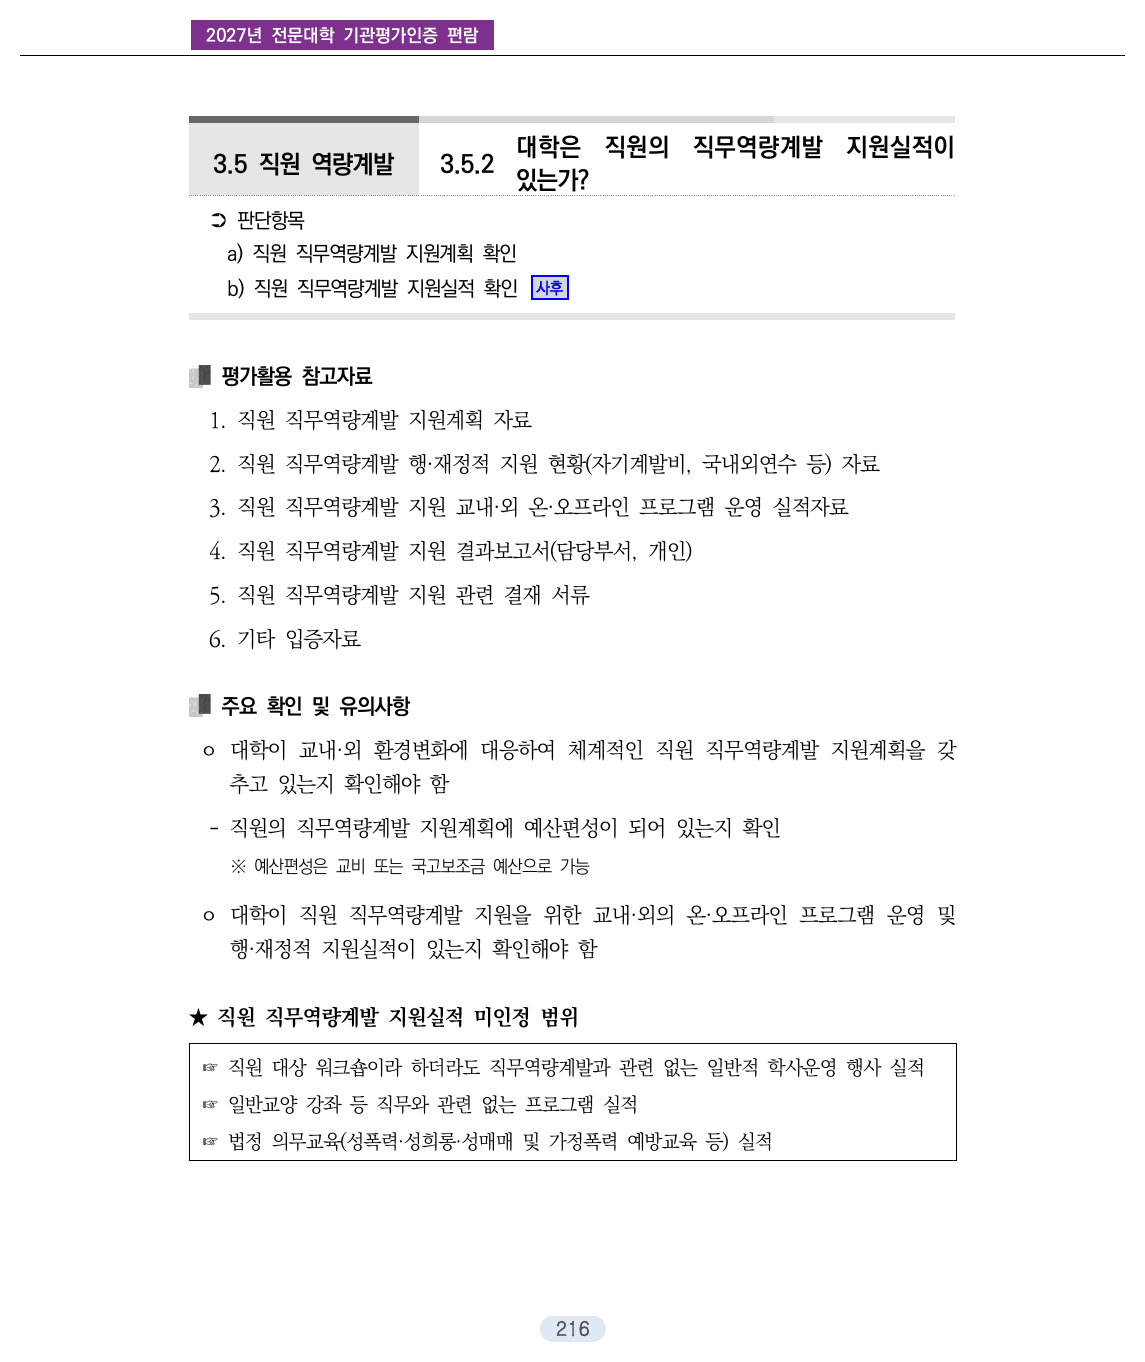 2027년 전문대학 기관평가인증 편람
3.5 직원 역량계발
3.5.2
대학은 직원의 직무역량계발 지원실적이
있는가?
➲ 판단항목
a) 직원 직무역량계발 지원계획 확인
b) 직원 직무역량계발 지원실적 확인 사후
평가활용 참고자료
1. 직원 직무역량계발 지원계획 자료
2. 직원 직무역량계발 행·재정적 지원 현황(자기계발비, 국내외연수 등) 자료
3. 직원 직무역량계발 지원 교내·외 온·오프라인 프로그램 운영 실적자료
4. 직원 직무역량계발 지원 결과보고서(담당부서, 개인)
5. 직원 직무역량계발 지원 관련 결재 서류
6. 기타 입증자료
주요 확인 및 유의사항
ㅇ 대학이 교내·외 환경변화에 대응하여 체계적인 직원 직무역량계발 지원계획을 갖
추고 있는지 확인해야 함
- 직원의 직무역량계발 지원계획에 예산편성이 되어 있는지 확인
※ 예산편성은 교비 또는 국고보조금 예산으로 가능
ㅇ 대학이 직원 직무역량계발 지원을 위한 교내·외의 온·오프라인 프로그램 운영 및
행·재정적 지원실적이 있는지 확인해야 함
★ 직원 직무역량계발 지원실적 미인정 범위
☞ 직원 대상 워크숍이라 하더라도 직무역량계발과 관련 없는 일반적 학사운영 행사 실적
☞ 일반교양 강좌 등 직무와 관련 없는 프로그램 실적
☞ 법정 의무교육(성폭력·성희롱·성매매 및 가정폭력 예방교육 등) 실적
216